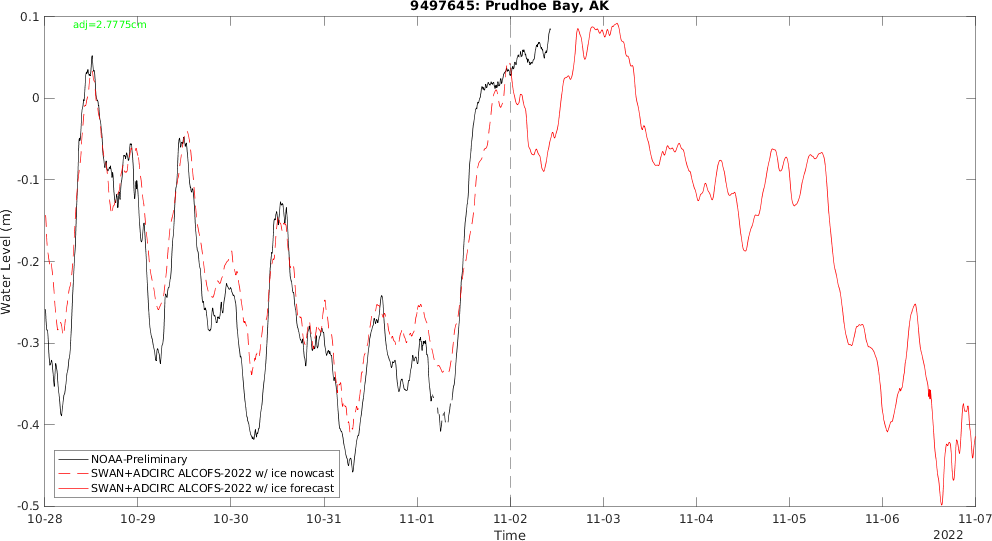 9497645: Prudhoe Bay, AK
adj=2.7775cm
0.1
0
-0.1
-0.2
-0.3
-0.4
-0.5
Water Level (m)
NOAA-Preliminary
SWAN+ADCIRC ALCOFS-2022 w/ ice nowcast
SWAN+ADCIRC ALCOFS-2022 w/ ice forecast
10-28 10-29 10-30 10-31 11-01 11-02 11-03 11-04 11-05 11-06 11-07
Time
2022